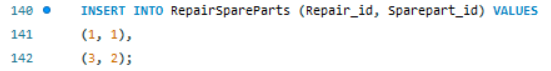 140 INSERT INTO RepairSpareParts (Repair_id, Sparepart_id) VALUES
141 (1, 1),
142 (3, 2);